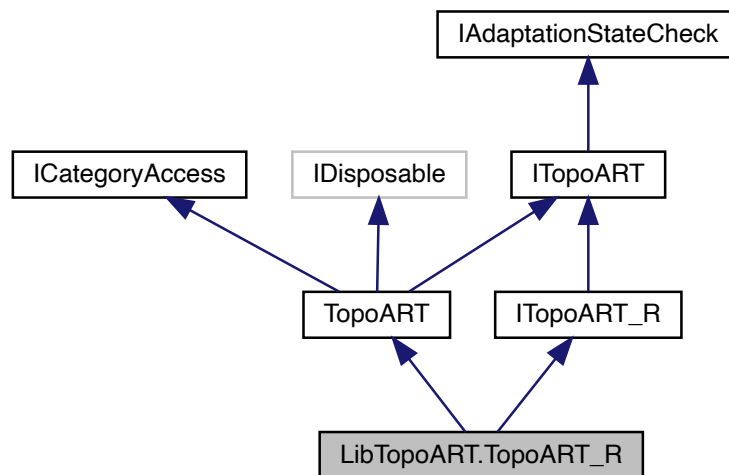 IAdaptationStateCheck
ICategoryAccess
IDisposable
ITopoART
TopoART
ITopoART_R
LibTopoART.TopoART_R